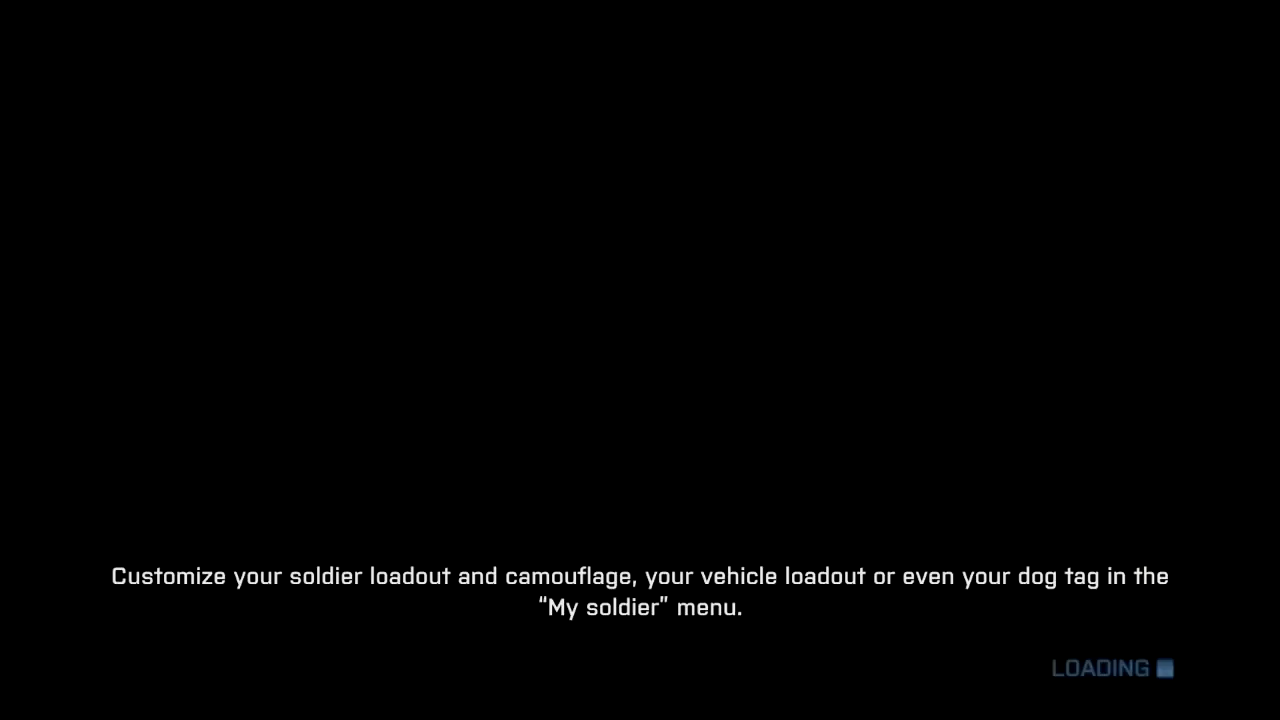 Customize your soldier loadout and camouflage, your vehicle loadout or even your dog tag in the
“My soldier” menu.
LOADING